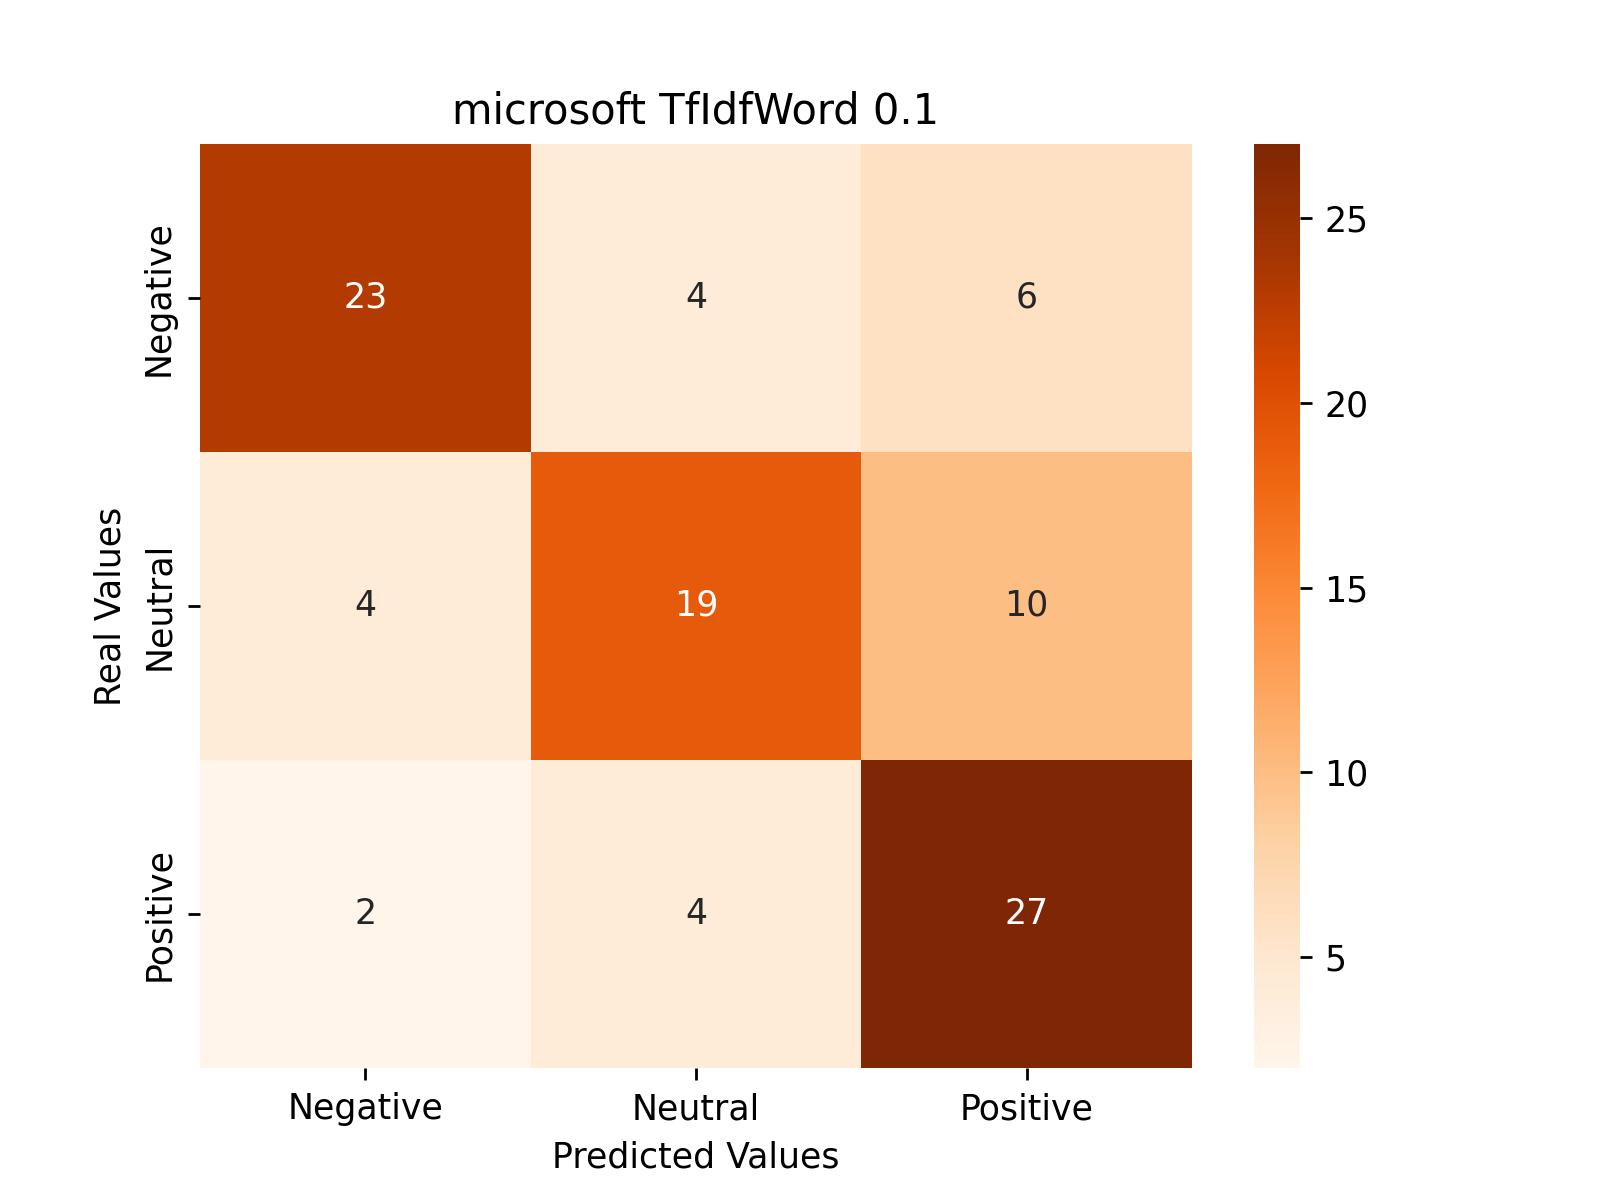 microsoft TfIdfWord 0.1
Real Values
Negative
23 4 6
Neutral
4 19 10
Positive
2 4 27
Negative Neutral Positive
Predicted Values
25
20
15
10
5